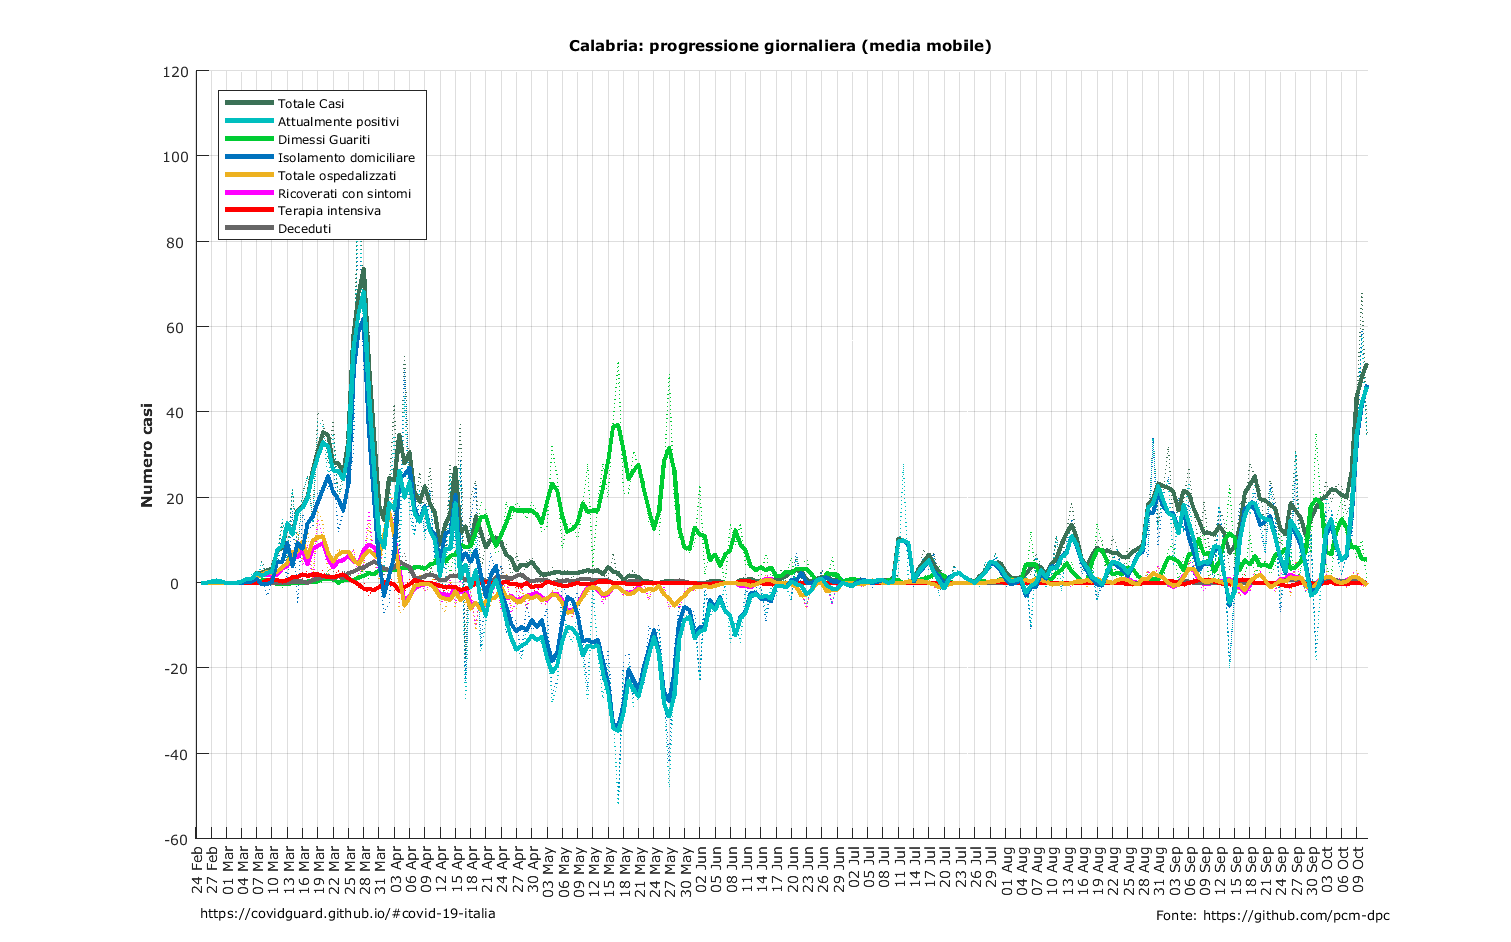 Calabria: progressione giornaliera (media mobile)
Numero casi
120
100
80
60
40
20
0
-20
-40
-60
Totale Casi
Attualmente positivi
Dimessi Guariti
Isolamento domiciliare
Totale ospedalizzati
Ricoverati con sintomi
Terapia intensiva
Deceduti
24 Feb
27 Feb
01 Mar
04 Mar
07 Mar
10 Mar
13 Mar
16 Mar
19 Mar
22 Mar
25 Mar
28 Mar
31 Mar
03 Apr
06 Apr
09 Apr
12 Apr
15 Apr
18 Apr
21 Apr
24 Apr
27 Apr
30 Apr
03 May
06 May
09 May
12 May
15 May
18 May
21 May
24 May
27 May
30 May
02 Jun
05 Jun
08 Jun
11 Jun
14 Jun
17 Jun
20 Jun
23 Jun
26 Jun
29 Jun
02 Jul
05 Jul
08 Jul
11 Jul
14 Jul
17 Jul
20 Jul
23 Jul
26 Jul
29 Jul
01 Aug
04 Aug
07 Aug
10 Aug
13 Aug
16 Aug
19 Aug
22 Aug
25 Aug
28 Aug
31 Aug
03 Sep
06 Sep
09 Sep
12 Sep
15 Sep
18 Sep
21 Sep
24 Sep
27 Sep
30 Sep
03 Oct
06 Oct
09 Oct
https://covidguard.github.io/#covid-19-italia
Fonte: https://github.com/pcm-dpc